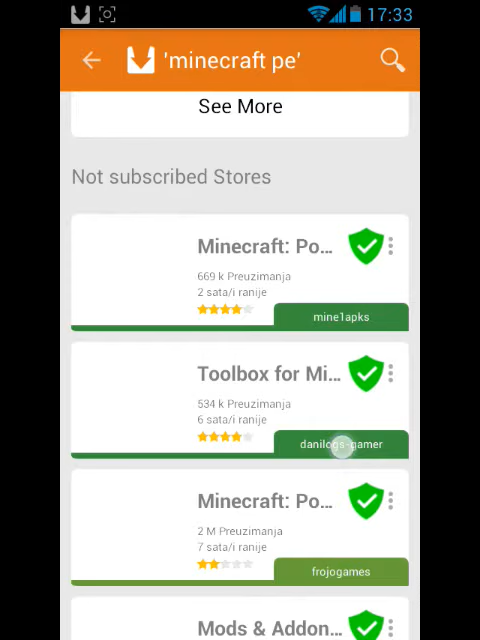 17:33
'minecraft pe'
See More
Not subscribed Stores
Minecraft: Po...
669 k Preuzimanja
2 sata/i ranije
mine1apks
Toolbox for Mi...
534 k Preuzimanja
6 sata/i ranije
danilogs-gamer
Minecraft: Po...
2 M Preuzimanja
7 sata/i ranije
frojogames
Mods & Addon...